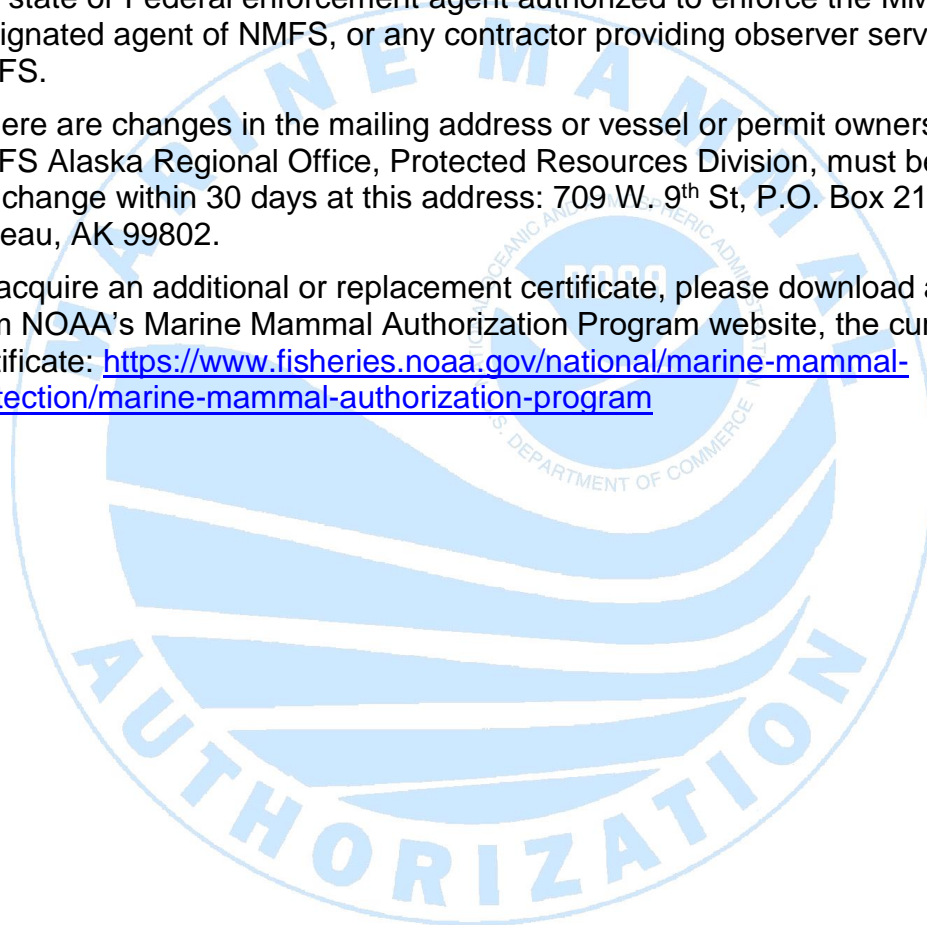 state or Federal enforcement agent authorized to enforce the
ignated agent of NMFS, or any contractor providing observer serv
FS.
ere are changes in the mailing address or vessel or permit owners
FS Alaska Regional Office, Protected Resources Division, must be
change within 30 days at this address: 709 W. 9th St, P.O. Box 21
eau, AK 99802.
acquire an additional or replacement certificate, please download a
m NOAA’s Marine Mammal Authorization Program website, the cur
tificate: https://www.fisheries.noaa.gov/national/marine-mammal-
tection/marine-mammal-authorization-program
MARINE MAMMAL
AUTHORIZATION
NOAA
U.S. DEPARTMENT OF COMMERCE